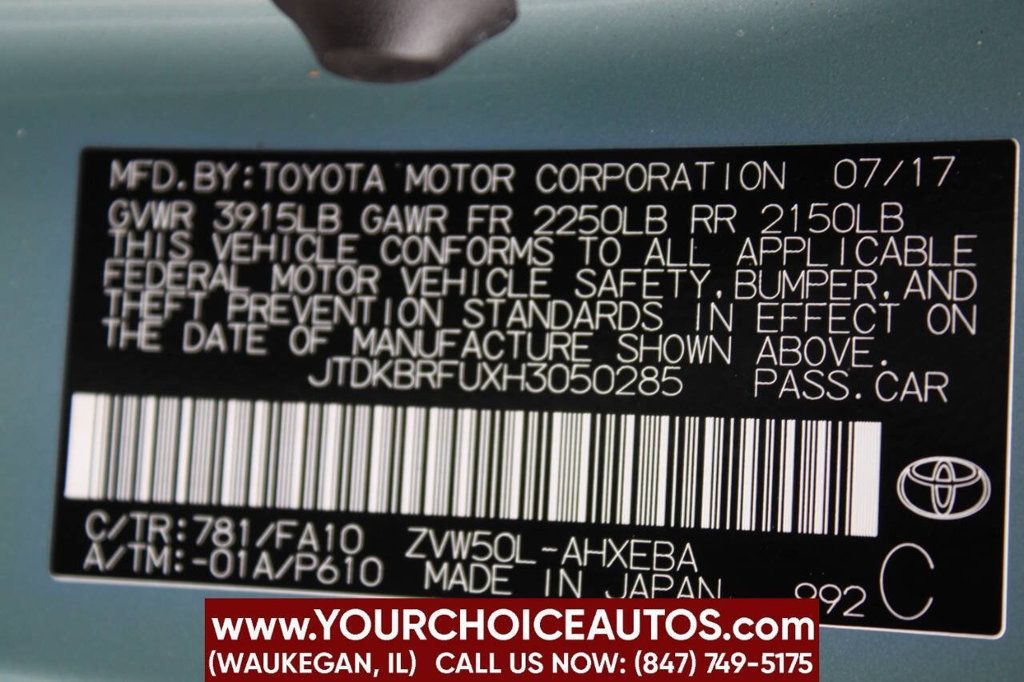 MFD.BY:TOYOTA MOTOR CORPORATION 07/17
GVWR 3915LB GAWR FR 2250LB RR 2150LB
THIS VEHICLE CONFORMS TO ALL APPLICABLE
FEDERAL MOTOR VEHICLE SAFETY,BUMPER,AND
THEFT PREVENTION STANDARDS IN EFFECT ON
THE DATE OF MANUFACTURE SHOWN ABOVE.
JTDKBRFUXH3050285 PASS.CAR
C/TR:781/FA10 ZVW50L-AHXEBA
A/TM:-01A/P610 MADE IN JAPAN 992 C
www.YOURCHOICEAUTOS.com
(WAUKEGAN, IL) CALL US NOW: (847) 749-5175